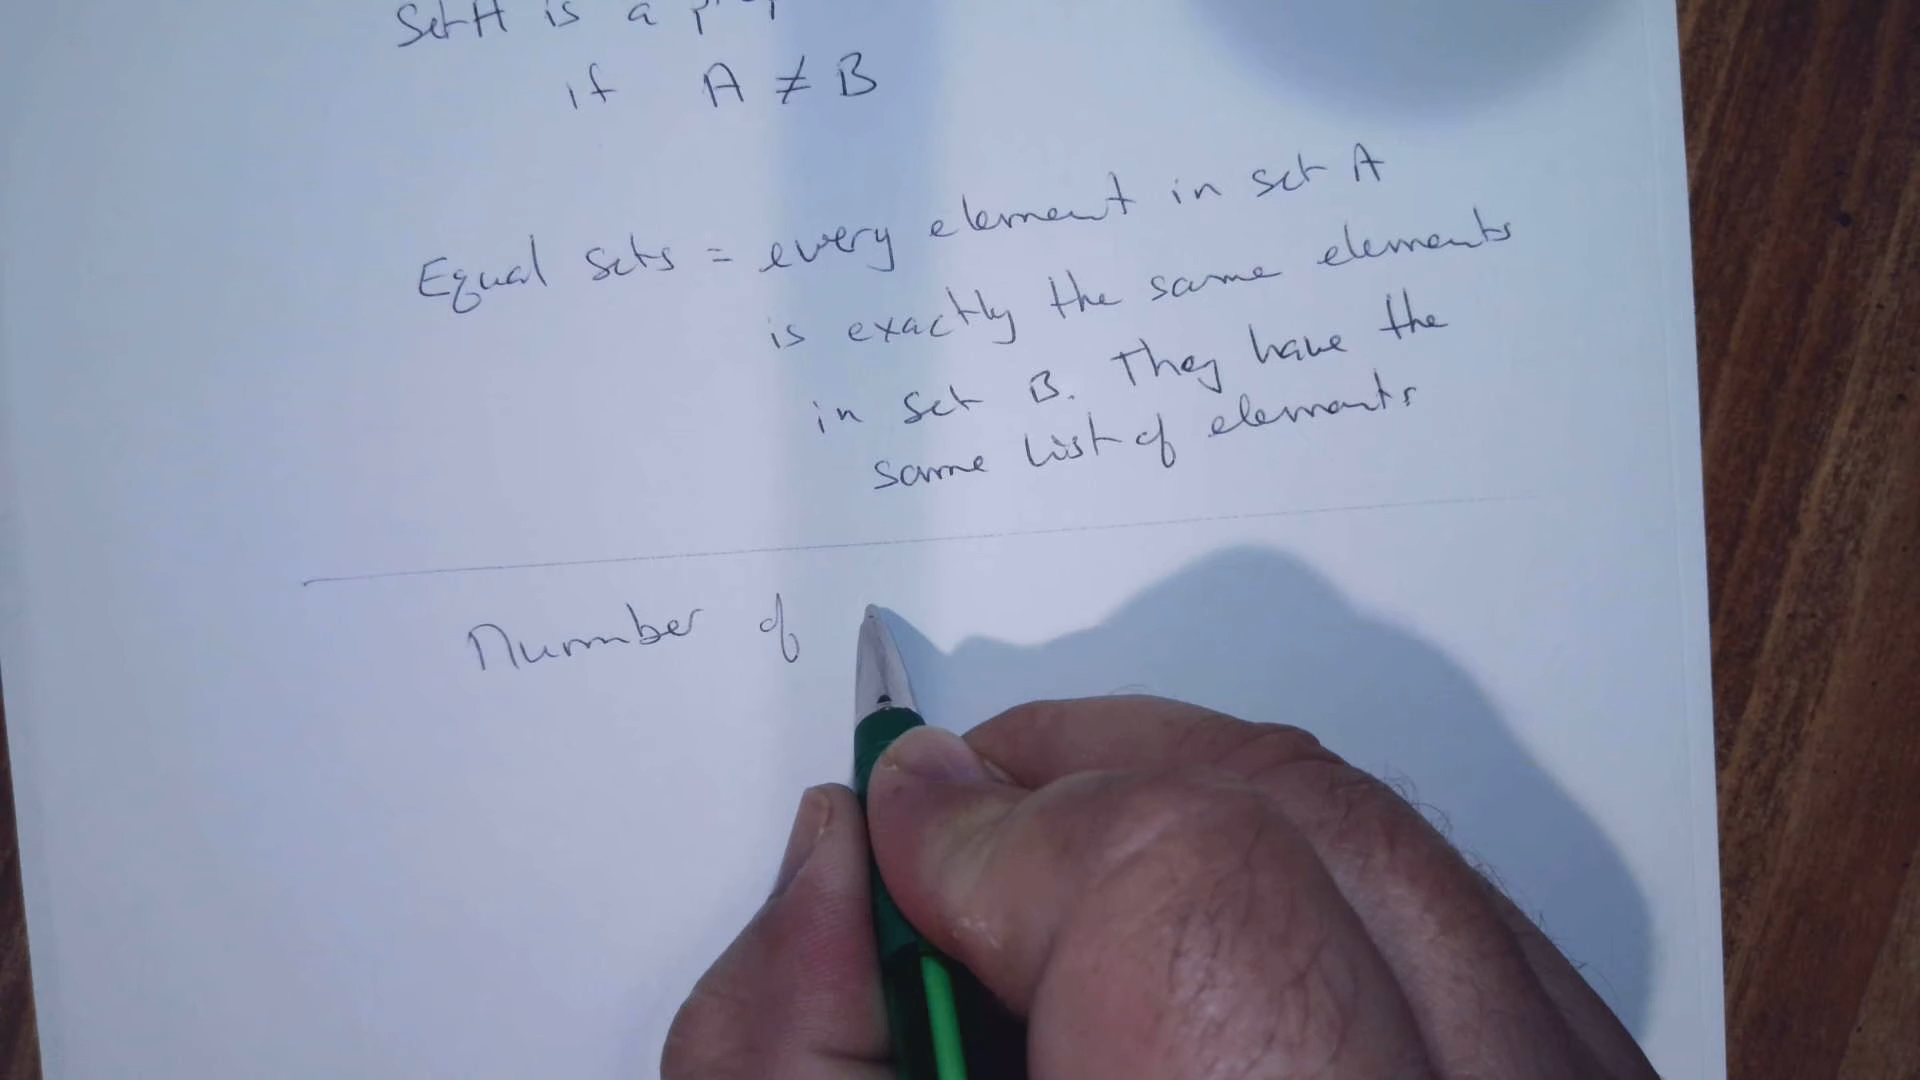 Set A is a
if A ≠ B
Equal Sets = every element in set A
is exactly the same elements
in set B. They have the
same list of elements
Number of